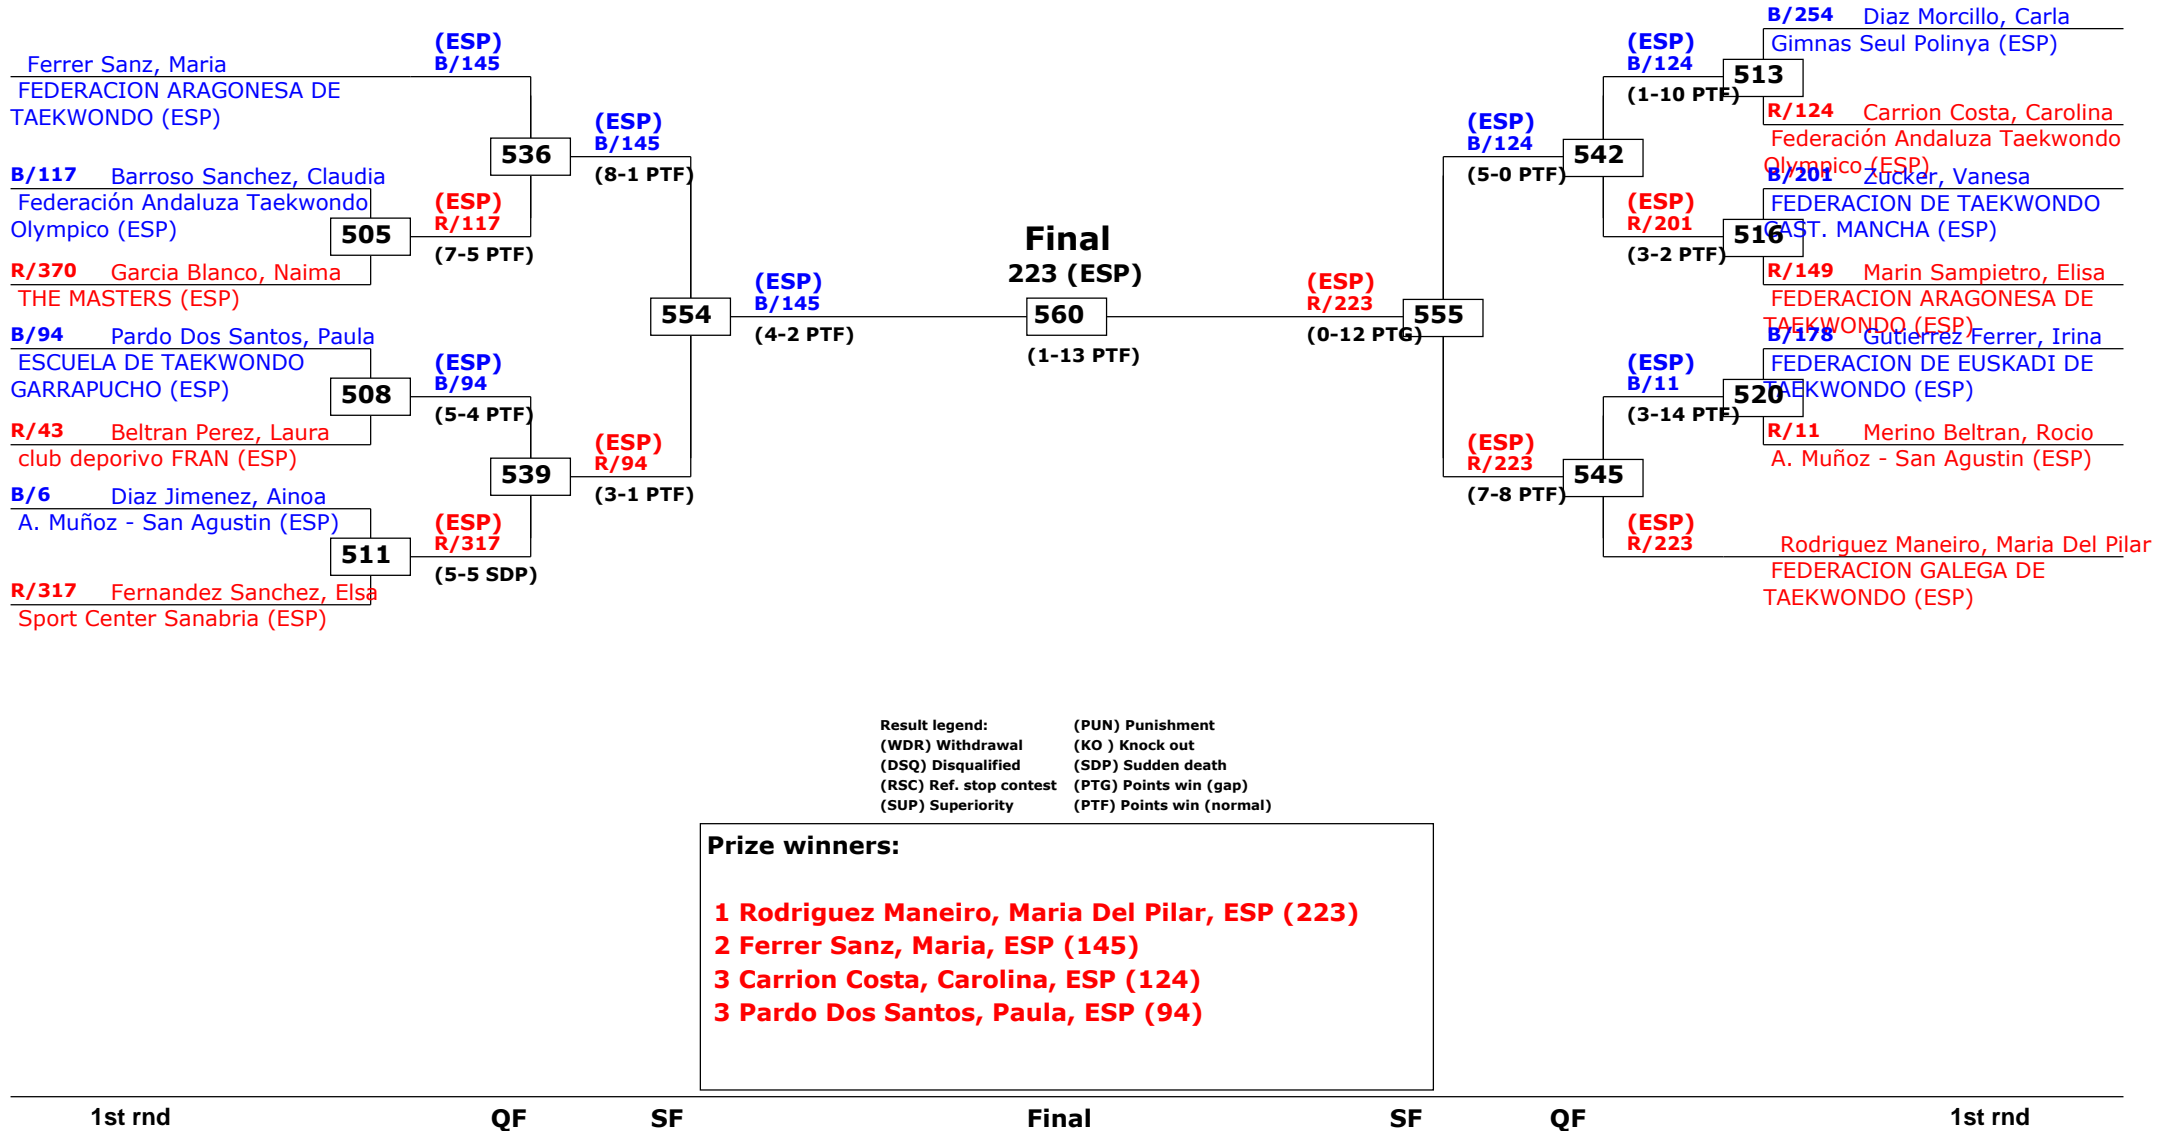 (ESP)
B/145
Ferrer Sanz, Maria
FEDERACION ARAGONESA DE
TAEKWONDO (ESP)
536
(ESP)
B/145
(8-1 PTF)
B/117 Barroso Sanchez, Claudia
Federación Andaluza Taekwondo
Olympico (ESP)
505
(ESP)
R/117
(7-5 PTF)
R/370 Garcia Blanco, Naima
THE MASTERS (ESP)
554
(ESP)
B/145
(4-2 PTF)
B/94 Pardo Dos Santos, Paula
ESCUELA DE TAEKWONDO
GARRAPUCHO (ESP)
508
(ESP)
B/94
(5-4 PTF)
R/43 Beltran Perez, Laura
club deporivo FRAN (ESP)
539
(ESP)
R/94
(3-1 PTF)
B/6 Diaz Jimenez, Ainoa
A. Muñoz - San Agustin (ESP)
511
(ESP)
R/317
(5-5 SDP)
R/317 Fernandez Sanchez, Elsa
Sport Center Sanabria (ESP)
Final
223 (ESP)
560
(1-13 PTF)
B/254 Diaz Morcillo, Carla
Gimnas Seul Polinya (ESP)
(ESP)
B/124
513
(1-10 PTF)
R/124 Carrion Costa, Carolina
Federación Andaluza Taekwondo
Olympico (ESP)
(ESP)
B/124
542
(5-0 PTF)
B/201 Zucker, Vanesa
FEDERACION DE TAEKWONDO
CAST. MANCHA (ESP)
(ESP)
R/201
516
(3-2 PTF)
R/149 Marin Sampietro, Elisa
FEDERACION ARAGONESA DE
TAEKWONDO (ESP)
(ESP)
R/223
555
(0-12 PTG)
B/178 Gutierrez Ferrer, Irina
FEDERACION DE EUSKADI DE
TAEKWONDO (ESP)
(ESP)
B/11
520
(3-14 PTF)
R/11 Merino Beltran, Rocio
A. Muñoz - San Agustin (ESP)
(ESP)
R/223
545
(7-8 PTF)
(ESP)
R/223
Rodriguez Maneiro, Maria Del Pilar
FEDERACION GALEGA DE
TAEKWONDO (ESP)
Result legend: (PUN) Punishment
(WDR) Withdrawal (KO ) Knock out
(DSQ) Disqualified (SDP) Sudden death
(RSC) Ref. stop contest (PTG) Points win (gap)
(SUP) Superiority (PTF) Points win (normal)
Prize winners:
1 Rodriguez Maneiro, Maria Del Pilar, ESP (223)
2 Ferrer Sanz, Maria, ESP (145)
3 Carrion Costa, Carolina, ESP (124)
3 Pardo Dos Santos, Paula, ESP (94)
1st rnd QF SF Final SF QF 1st rnd